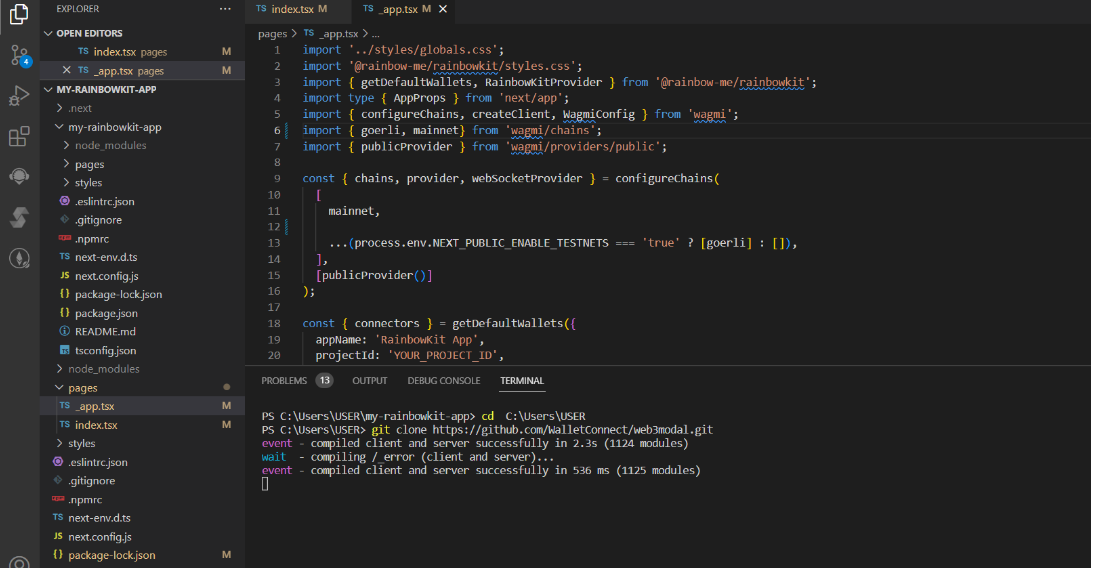 EXPLORER
···
OPEN EDITORS
TS index.tsx pages M
× TS _app.tsx pages M
MY-RAINBOWKIT-APP
> .next
my-rainbowkit-app
> node_modules
> pages
> styles
.eslintrc.json
.gitignore
.npmrc
TS next-env.d.ts
JS next.config.js
{} package-lock.json
{} package.json
README.md
tsconfig.json
> node_modules
pages
TS _app.tsx M
TS index.tsx M
> styles
.eslintrc.json
.gitignore
.npmrc
TS next-env.d.ts
JS next.config.js
{} package-lock.json M
4
TS index.tsx M
TS _app.tsx M ×
pages > TS _app.tsx > ...
1 import '../styles/globals.css';
2 import '@rainbow-me/rainbowkit/styles.css';
3 import { getDefaultWallets, RainbowKitProvider } from '@rainbow-me/rainbowkit';
4 import type { AppProps } from 'next/app';
5 import { configureChains, createClient, WagmiConfig } from 'wagmi';
6 import { goerli, mainnet} from 'wagmi/chains';
7 import { publicProvider } from 'wagmi/providers/public';
8
9 const { chains, provider, webSocketProvider } = configureChains(
10 [
11 mainnet,
12
13 ...(process.env.NEXT_PUBLIC_ENABLE_TESTNETS === 'true' ? [goerli] : []),
14 ],
15 [publicProvider()]
16 );
17
18 const { connectors } = getDefaultWallets({
19 appName: 'RainbowKit App',
20 projectId: 'YOUR_PROJECT_ID',
PROBLEMS 13 OUTPUT DEBUG CONSOLE TERMINAL
PS C:\Users\USER\my-rainbowkit-app> cd  C:\Users\USER
PS C:\Users\USER> git clone https://github.com/WalletConnect/web3modal.git
event - compiled client and server successfully in 2.3s (1124 modules)
wait  - compiling /_error (client and server)...
event - compiled client and server successfully in 536 ms (1125 modules)